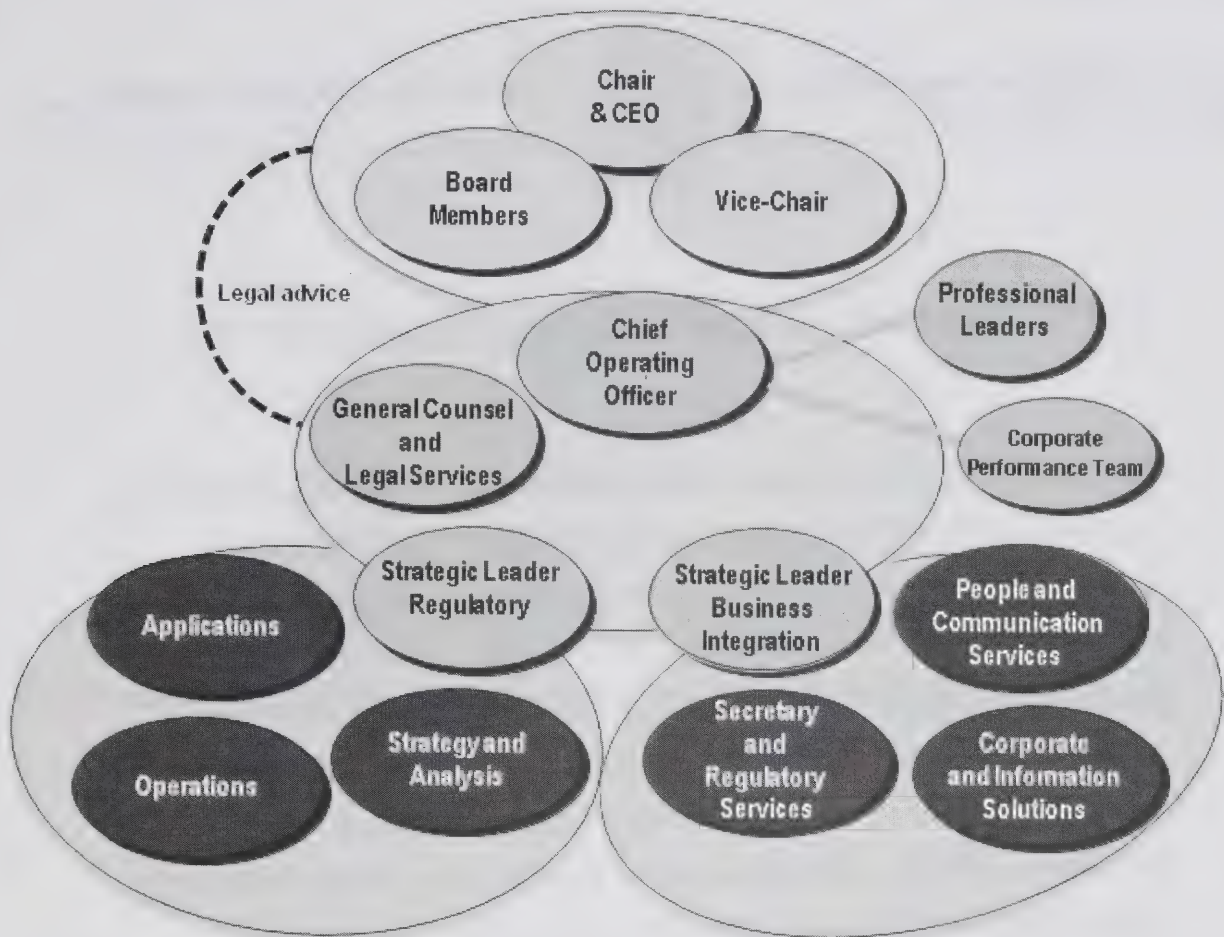 Chair
& CEO
Board
Members
Vice-Chair
Legal advice
Professional
Leaders
Chief
Operating
Officer
General Counsel
and
Legal Services
Corporate
Performance Team
Strategic Leader
Regulatory
Strategic Leader
Business
Integration
Applications
People and
Communication
Services
Operations
Strategy and
Analysis
Secretary
and
Regulatory
Services
Corporate
and Information
Solutions